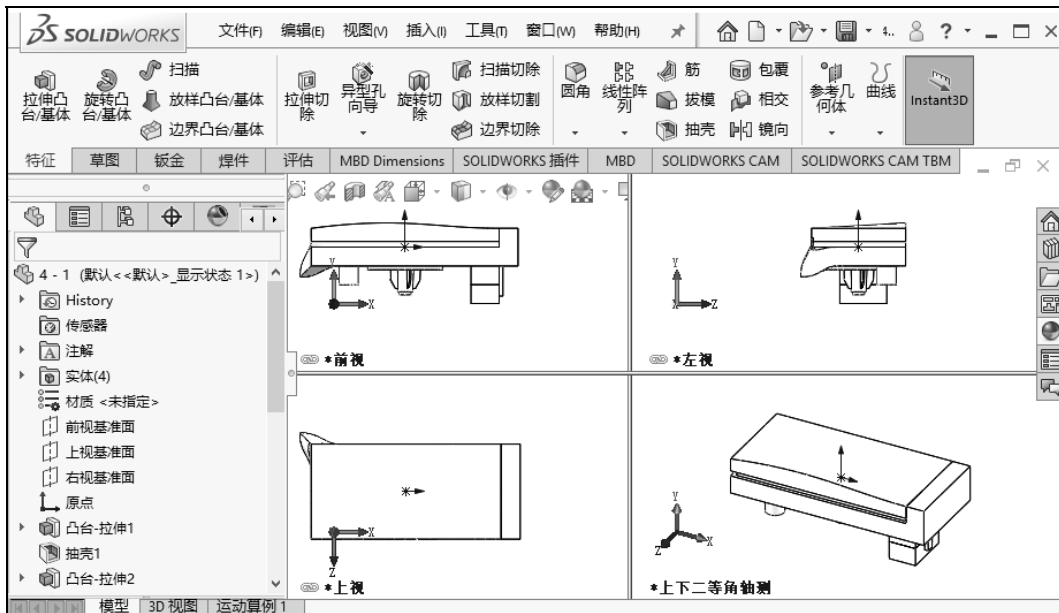 SOLIDWORKS 文件(F) 编辑(E) 视图(V) 插入(I) 工具(T) 窗口(W) 帮助(H) 4.. ?
拉伸凸台/基体
旋转凸台/基体
扫描
放样凸台/基体
边界凸台/基体
拉伸切除
异型孔向导
旋转切除
扫描切除
放样切割
边界切除
圆角
线性阵列
筋
拔模
抽壳
包覆
相交
镜向
参考几何体
曲线
Instant3D
特征 草图 钣金 焊件 评估 MBD Dimensions SOLIDWORKS 插件 MBD SOLIDWORKS CAM SOLIDWORKS CAM TBM
4 - 1 (默认<<默认>_显示状态 1>)
History
传感器
注解
实体(4)
材质 <未指定>
前视基准面
上视基准面
右视基准面
原点
凸台-拉伸1
抽壳1
凸台-拉伸2
Y
X
*前视
Y
X
Z
*左视
X
Z
*上视
Y
X
Z
*上下二等角轴测
模型 3D 视图 运动算例 1